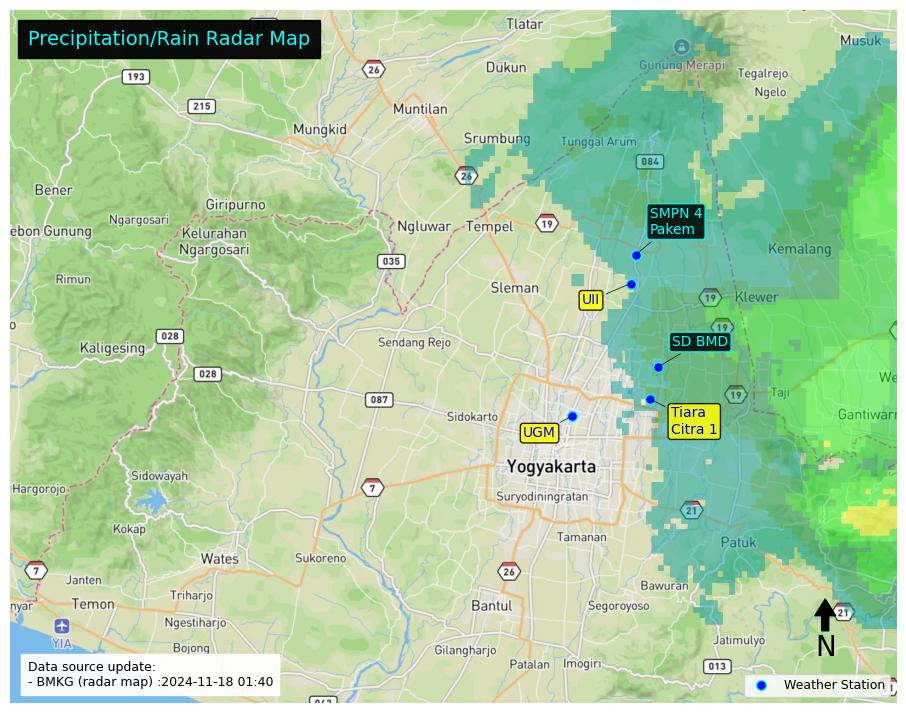 Precipitation/Rain Radar Map
Tlatar
Musuk
193
26
Dukun
Gunung Merapi
Tegalrejo
Ngelo
215
Muntilan
Mungkid
Srumbung
Tunggal Arum
084
26
Bener
Giripurno
Ngargosari
ebon Gunung
Kelurahan
Ngargosari
Ngluwar
Tempel
19
SMPN 4
Pakem
Kemalang
035
Rimun
Sleman
UII
19
Klewer
19
028
Kaligesing
Sendang Rejo
SD BMD
028
We
087
19
Taji
Sidokarto
Tiara
Citra 1
Gantiwarn
UGM
Yogyakarta
Sidowayah
Hargorojo
7
Suryodiningratan
21
Kokap
Tamanan
Patuk
Wates
Sukoreno
7
26
Janten
Bawuran
Triharjo
nyar
Temon
Bantul
Segoroyoso
21
Ngestiharjo
YIA
N
Jatimulyo
Bojong
Gilangharjo
Patalan
Imogiri
013
Data source update:
- BMKG (radar map) :2024-11-18 01:40
Weather Station